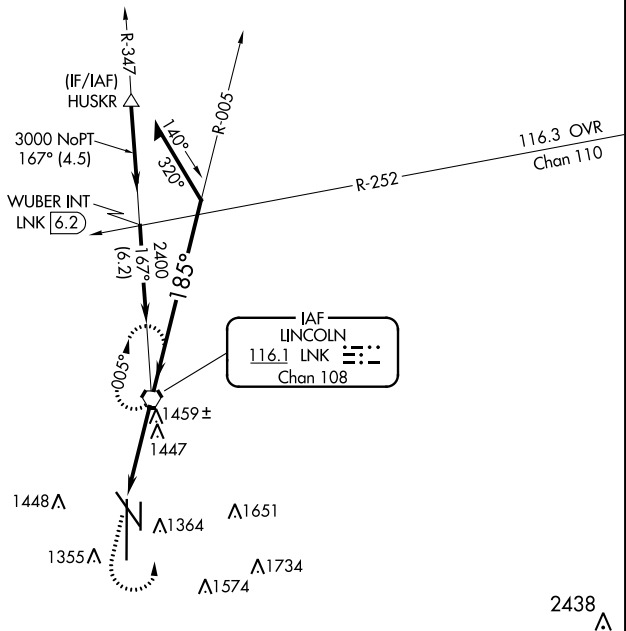 R-347
(IF/IAF)
HUSKR
3000 NoPT
167° (4.5)
WUBER INT
LNK 6.2
140°
320°
R-005
116.3 OVR
Chan 110
R-252
2400
167°
(6.2)
185°
005°
IAF
LINCOLN
116.1 LNK
Chan 108
1459±
1447
1448
1364
1651
1355
1734
1574
2438